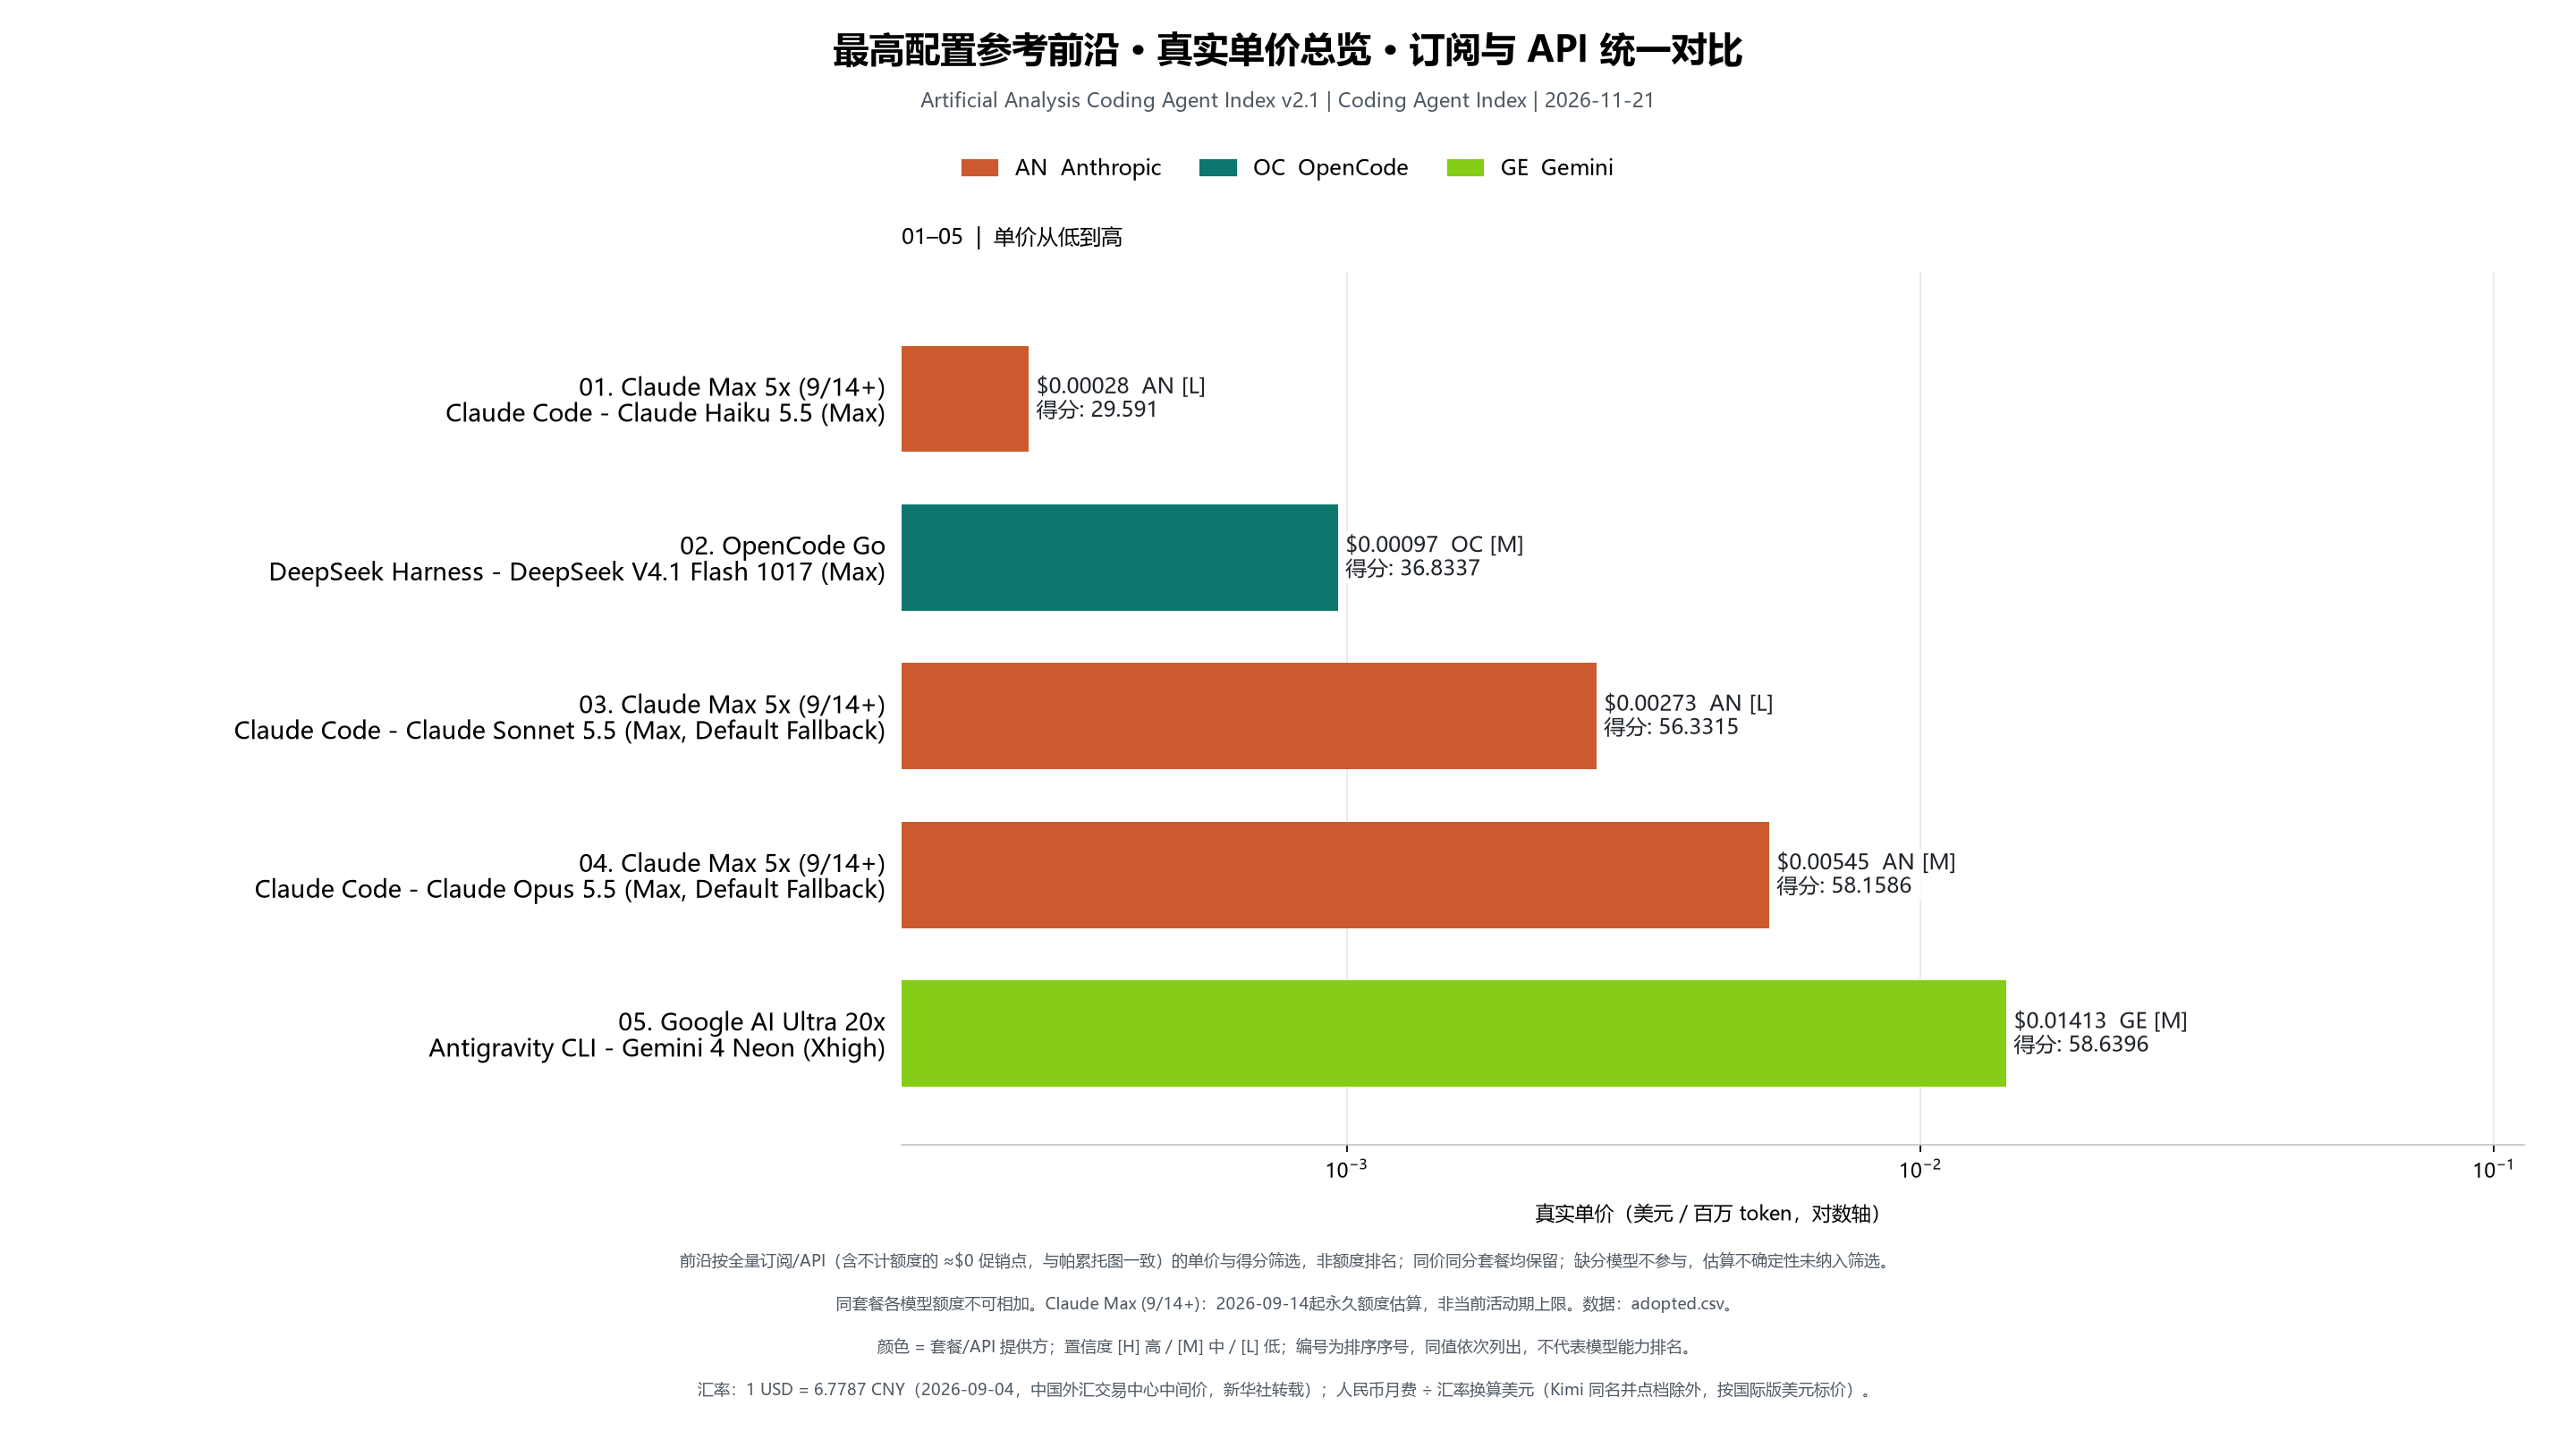 最高配置参考前沿 • 真实单价总览 • 订阅与 API 统一对比
Artificial Analysis Coding Agent Index v2.1 | Coding Agent Index | 2026-11-21
AN Anthropic
OC OpenCode
GE Gemini
01–05 | 单价从低到高
01. Claude Max 5x (9/14+)
Claude Code - Claude Haiku 5.5 (Max)
$0.00028 AN [L]
得分: 29.591
02. OpenCode Go
DeepSeek Harness - DeepSeek V4.1 Flash 1017 (Max)
$0.00097 OC [M]
得分: 36.8337
03. Claude Max 5x (9/14+)
Claude Code - Claude Sonnet 5.5 (Max, Default Fallback)
$0.00273 AN [L]
得分: 56.3315
04. Claude Max 5x (9/14+)
Claude Code - Claude Opus 5.5 (Max, Default Fallback)
$0.00545 AN [M]
得分: 58.1586
05. Google AI Ultra 20x
Antigravity CLI - Gemini 4 Neon (Xhigh)
$0.01413 GE [M]
得分: 58.6396
10⁻³
10⁻²
10⁻¹
真实单价（美元 / 百万 token，对数轴）
前沿按全量订阅/API（含不计额度的 ≈$0 促销点，与帕累托图一致）的单价与得分筛选，非额度排名；同价同分套餐均保留；缺分模型不参与，估算不确定性未纳入筛选。
同套餐各模型额度不可相加。Claude Max (9/14+)：2026-09-14起永久额度估算，非当前活动期上限。数据：adopted.csv。
颜色 = 套餐/API 提供方；置信度 [H] 高 / [M] 中 / [L] 低；编号为排序序号，同值依次列出，不代表模型能力排名。
汇率：1 USD = 6.7787 CNY（2026-09-04，中国外汇交易中心中间价，新华社转载）；人民币月费 ÷ 汇率换算美元（Kimi 同名并点档除外，按国际版美元标价）。